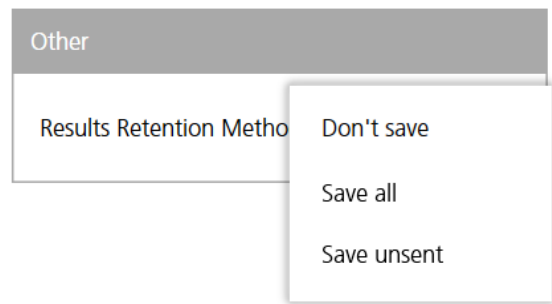 Other
Results Retention Metho
Don't save
Save all
Save unsent